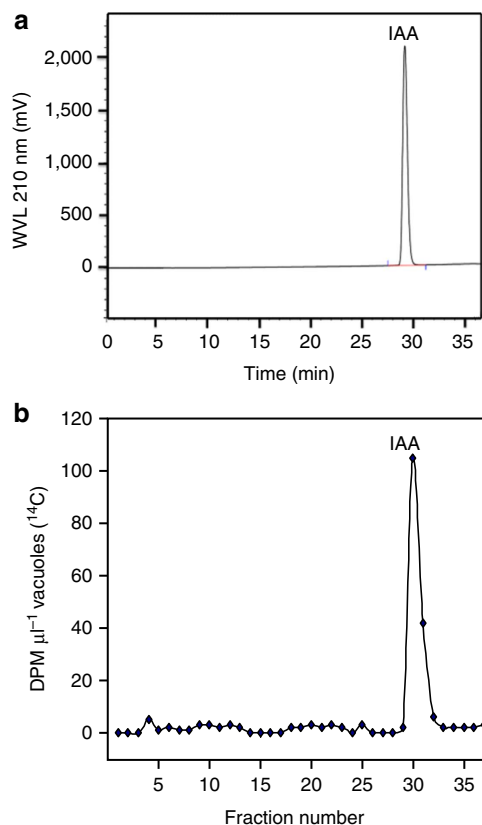 a
IAA
WVL 210 nm (mV)
2,000
1,500
1,000
500
0
0 5 10 15 20 25 30 35
Time (min)
b
IAA
DPM µl⁻¹ vacuoles (¹⁴C)
120
100
80
60
40
20
0
5 10 15 20 25 30 35
Fraction number